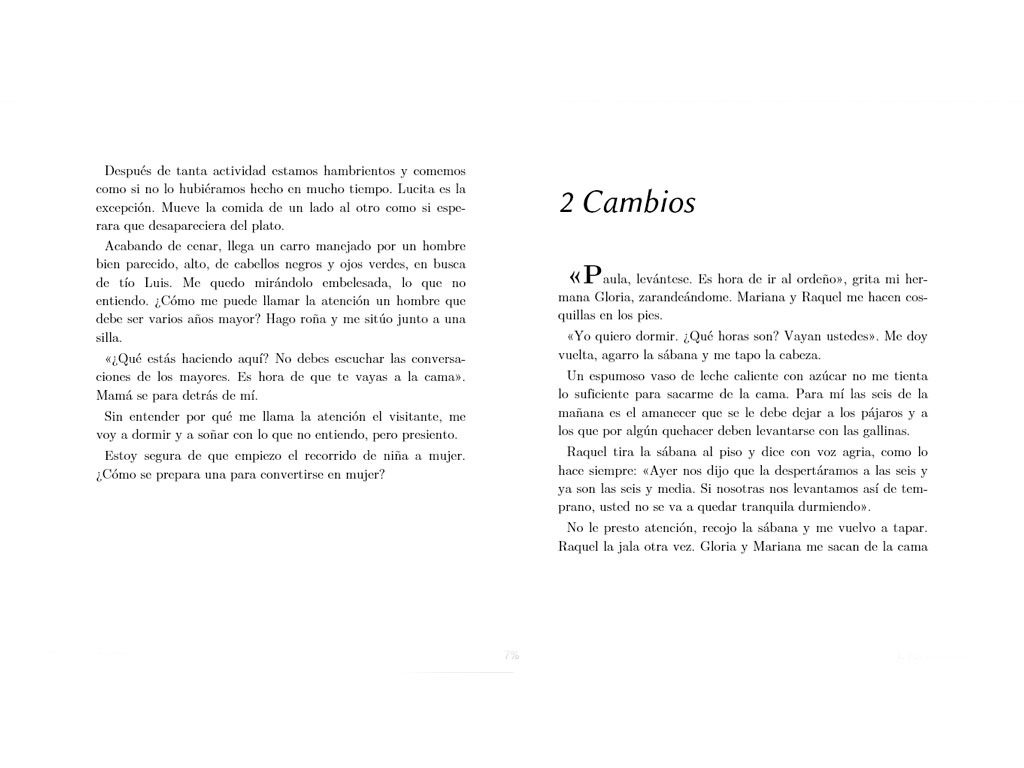 Después de tanta actividad estamos hambrientos y comemos
como si no lo hubiéramos hecho en mucho tiempo. Lucita es la
excepción. Mueve la comida de un lado al otro como si espe-
rara que desapareciera del plato.
Acabando de cenar, llega un carro manejado por un hombre
bien parecido, alto, de cabellos negros y ojos verdes, en busca
de tío Luis. Me quedo mirándolo embelesada, lo que no
entiendo. ¿Cómo me puede llamar la atención un hombre que
debe ser varios años mayor? Hago roña y me sitúo junto a una
silla.
«¿Qué estás haciendo aquí? No debes escuchar las conversa-
ciones de los mayores. Es hora de que te vayas a la cama».
Mamá se para detrás de mí.
Sin entender por qué me llama la atención el visitante, me
voy a dormir y a soñar con lo que no entiendo, pero presiento.
Estoy segura de que empiezo el recorrido de niña a mujer.
¿Cómo se prepara una para convertirse en mujer?
2 Cambios
«Paula, levántese. Es hora de ir al ordeño», grita mi her-
mana Gloria, zarandeándome. Mariana y Raquel me hacen cos-
quillas en los pies.
«Yo quiero dormir. ¿Qué horas son? Vayan ustedes». Me doy
vuelta, agarro la sábana y me tapo la cabeza.
Un espumoso vaso de leche caliente con azúcar no me tienta
lo suficiente para sacarme de la cama. Para mí las seis de la
mañana es el amanecer que se le debe dejar a los pájaros y a
los que por algún quehacer deben levantarse con las gallinas.
Raquel tira la sábana al piso y dice con voz agria, como lo
hace siempre: «Ayer nos dijo que la despertáramos a las seis y
ya son las seis y media. Si nosotras nos levantamos así de tem-
prano, usted no se va a quedar tranquila durmiendo».
No le presto atención, recojo la sábana y me vuelvo a tapar.
Raquel la jala otra vez. Gloria y Mariana me sacan de la cama
7%